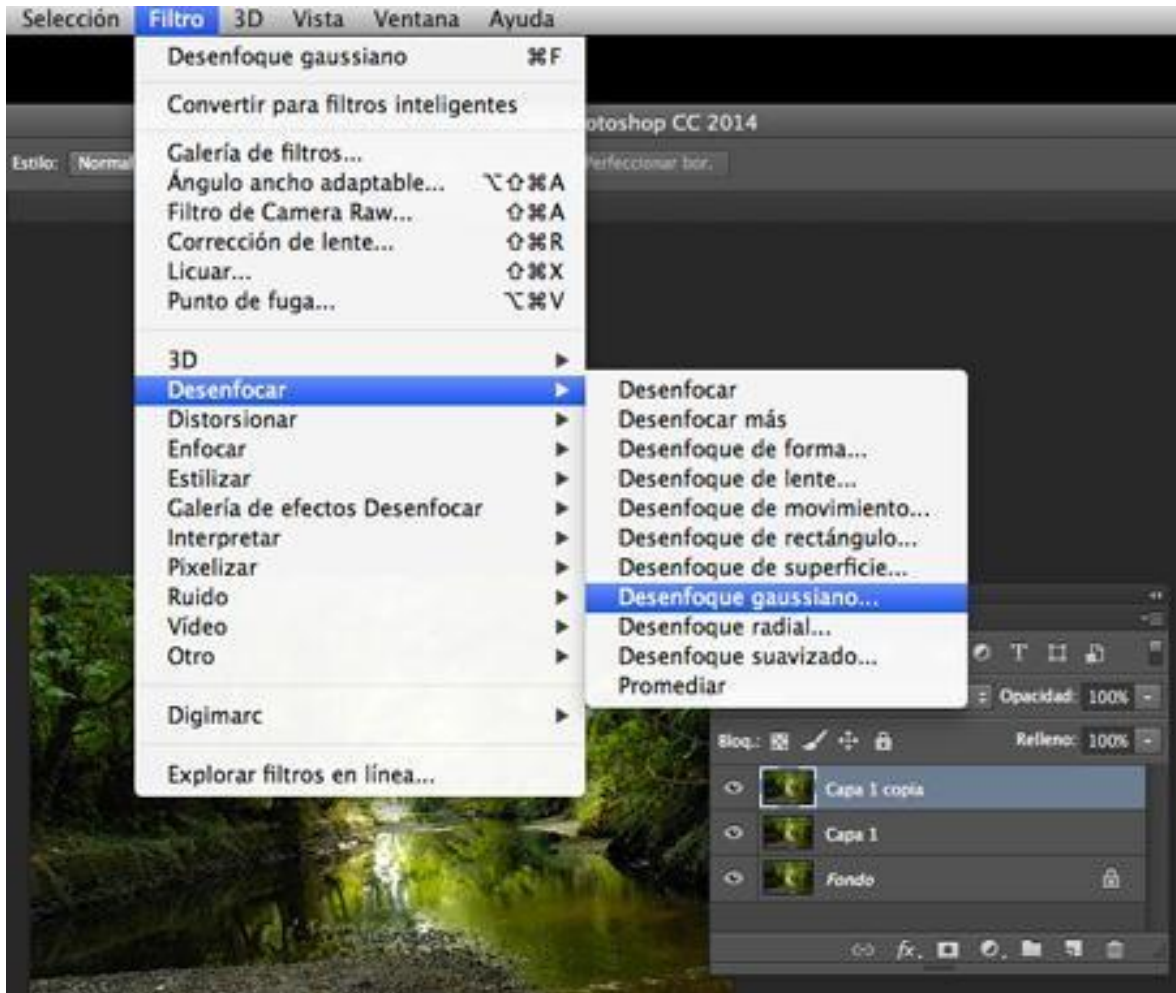 Selección Filtro 3D Vista Ventana Ayuda
Desenfoque gaussiano ⌘F
Convertir para filtros inteligentes
otoshop CC 2014
Galería de filtros...
Estilo: Normal Perfeccionar bor.
Ángulo ancho adaptable... ⌥⇧⌘A
Filtro de Camera Raw... ⇧⌘A
Corrección de lente... ⇧⌘R
Licuar... ⇧⌘X
Punto de fuga... ⌥⌘V
3D
Desenfocar
Distorsionar
Enfocar
Estilizar
Galería de efectos Desenfocar
Interpretar
Pixelizar
Ruido
Vídeo
Otro
Digimarc
Explorar filtros en línea...
Desenfocar
Desenfocar más
Desenfoque de forma...
Desenfoque de lente...
Desenfoque de movimiento...
Desenfoque de rectángulo...
Desenfoque de superficie...
Desenfoque gaussiano...
Desenfoque radial...
Desenfoque suavizado...
Promediar
Opacidad: 100%
Bloq.: Relleno: 100%
Capa 1 copia
Capa 1
Fondo
fx.